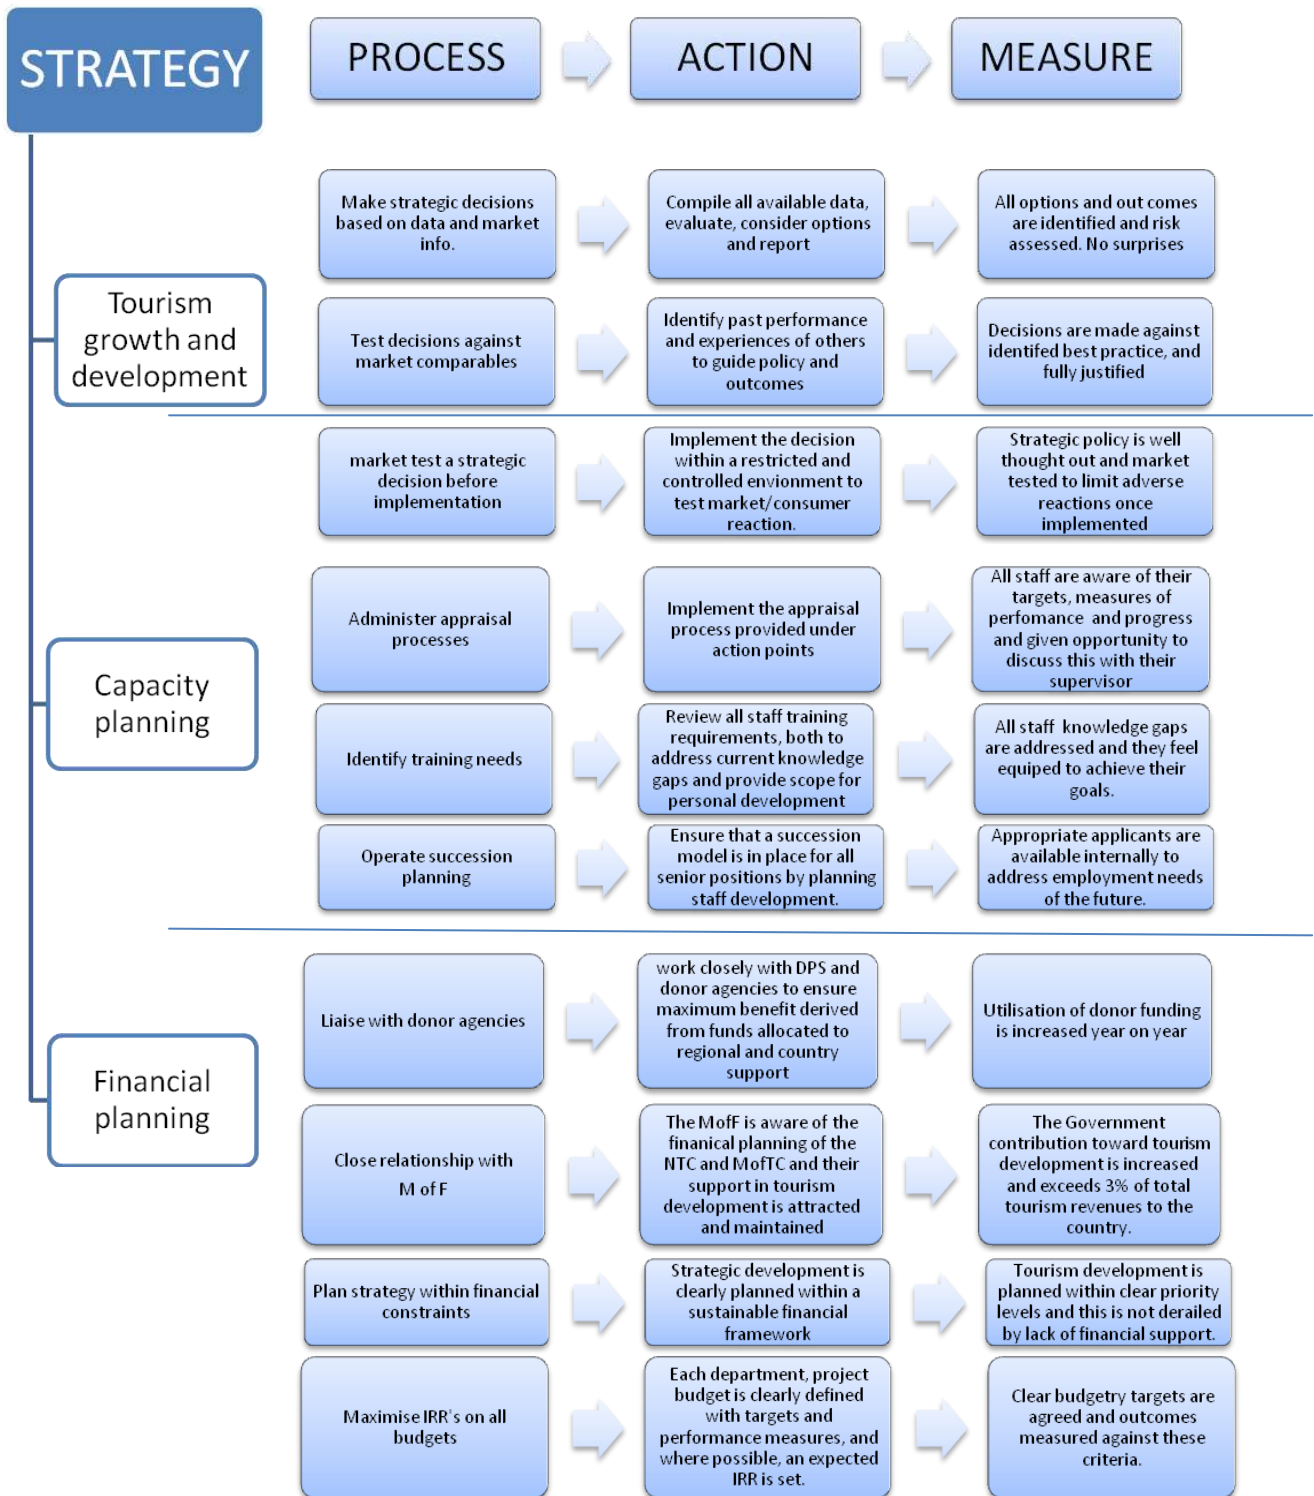 STRATEGY
PROCESS
ACTION
MEASURE
Make strategic decisions
based on data and market
info.
Compile all available data,
evaluate, consider options
and report
All options and out comes
are identified and risk
assessed. No surprises
Tourism
growth and
development
Test decisions against
market comparables
Identify past performance
and experiences of others
to guide policy and
outcomes
Decisions are made against
identifed best practice, and
fully justified
market test a strategic
decision before
implementation
Implement the decision
within a restricted and
controlled envionment to
test market/consumer
reaction.
Strategic policy is well
thought out and market
tested to limit adverse
reactions once
implemented
Capacity
planning
Administer appraisal
processes
Implement the appraisal
process provided under
action points
All staff are aware of their
targets, measures of
perfomance and progress
and given opportunity to
discuss this with their
supervisor
Identify training needs
Review all staff training
requirements, both to
address current knowledge
gaps and provide scope for
personal development
All staff knowledge gaps
are addressed and they feel
equiped to achieve their
goals.
Operate succession
planning
Ensure that a succession
model is in place for all
senior positions by planning
staff development.
Appropriate applicants are
available internally to
address employment needs
of the future.
Financial
planning
Liaise with donor agencies
work closely with DPS and
donor agencies to ensure
maximum benefit derived
from funds allocated to
regional and country
support
Utilisation of donor funding
is increased year on year
Close relationship with
M of F
The MofF is aware of the
finanical planning of the
NTC and MofTC and their
support in tourism
development is attracted
and maintained
The Government
contribution toward tourism
development is increased
and exceeds 3% of total
tourism revenues to the
country.
Plan strategy within financial
constraints
Strategic development is
clearly planned within a
sustainable financial
framework
Tourism development is
planned within clear priority
levels and this is not derailed
by lack of financial support.
Maximise IRR's on all
budgets
Each department, project
budget is clearly defined
with targets and
performance measures, and
where possible, an expected
IRR is set.
Clear budgetry targets are
agreed and outcomes
measured against these
criteria.